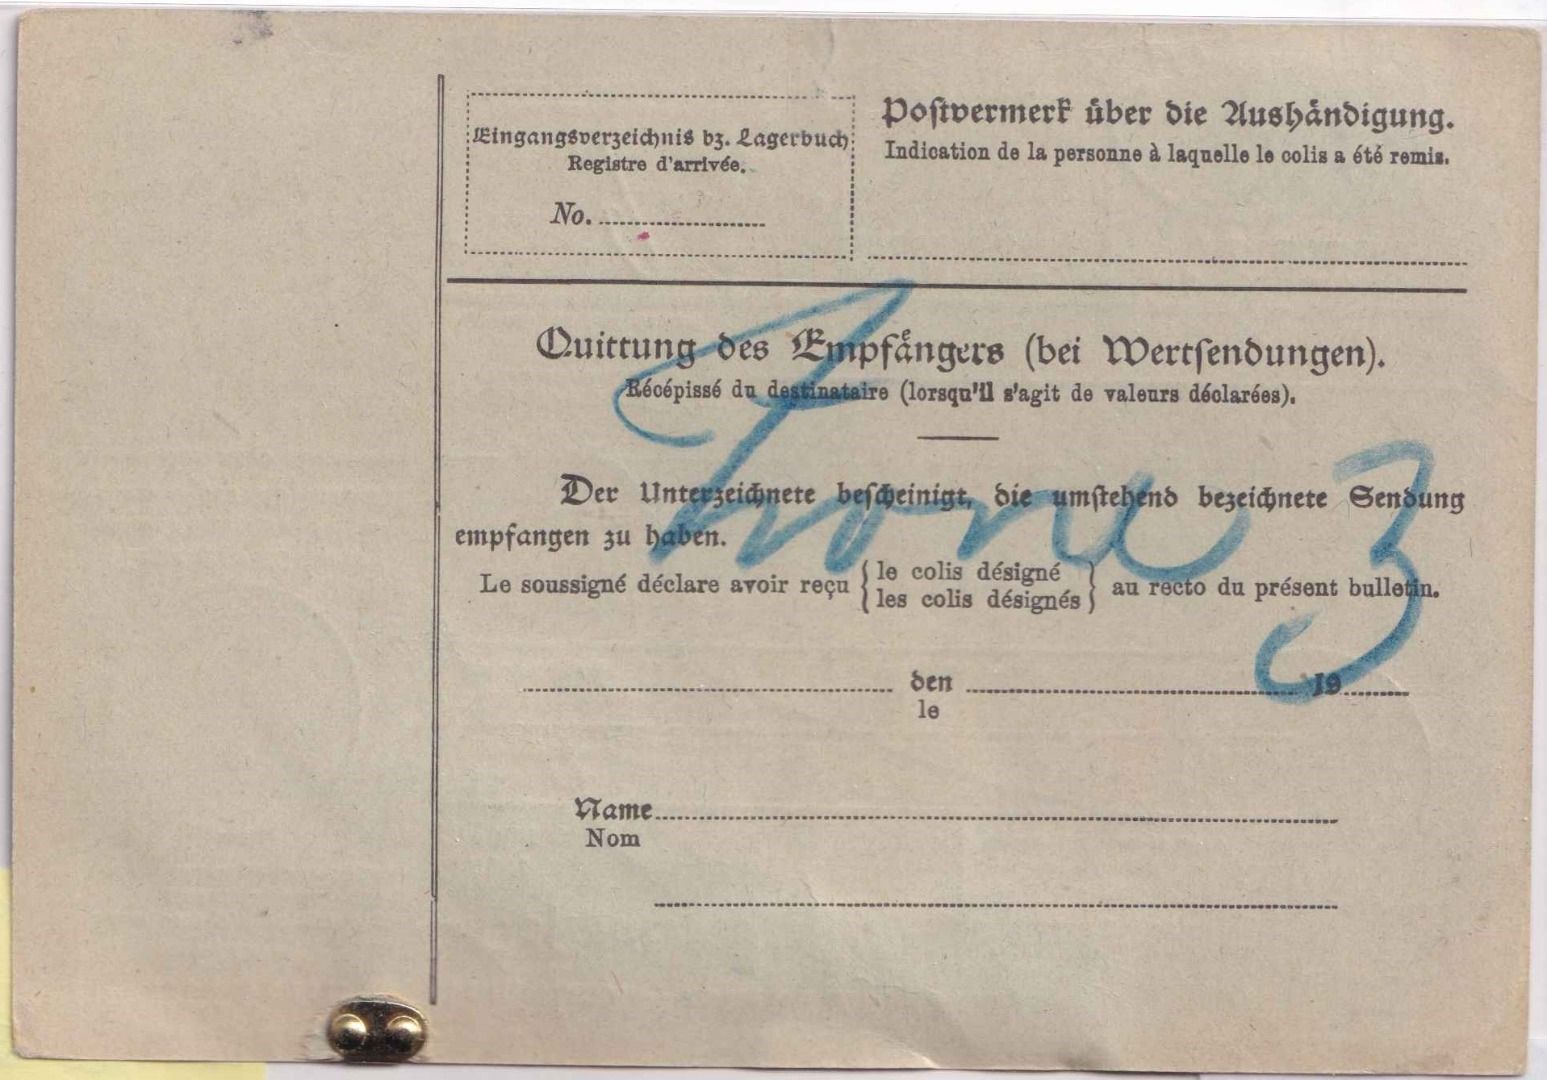 Eingangsverzeichnis bz. Lagerbuch
Registre d'arrivée.
No.
Postvermerk über die Aushändigung.
Indication de la personne à laquelle le colis a été remis.
Quittung des Empfängers (bei Wertsendungen).
Récépissé du destinataire (lorsqu'il s'agit de valeurs déclarées).
Zone 3
Der Unterzeichnete bescheinigt, die umstehend bezeichnete Sendung
empfangen zu haben.
Le soussigné déclare avoir reçu { le colis désigné } au recto du présent bulletin.
les colis désignés
den 19
le
Name
Nom